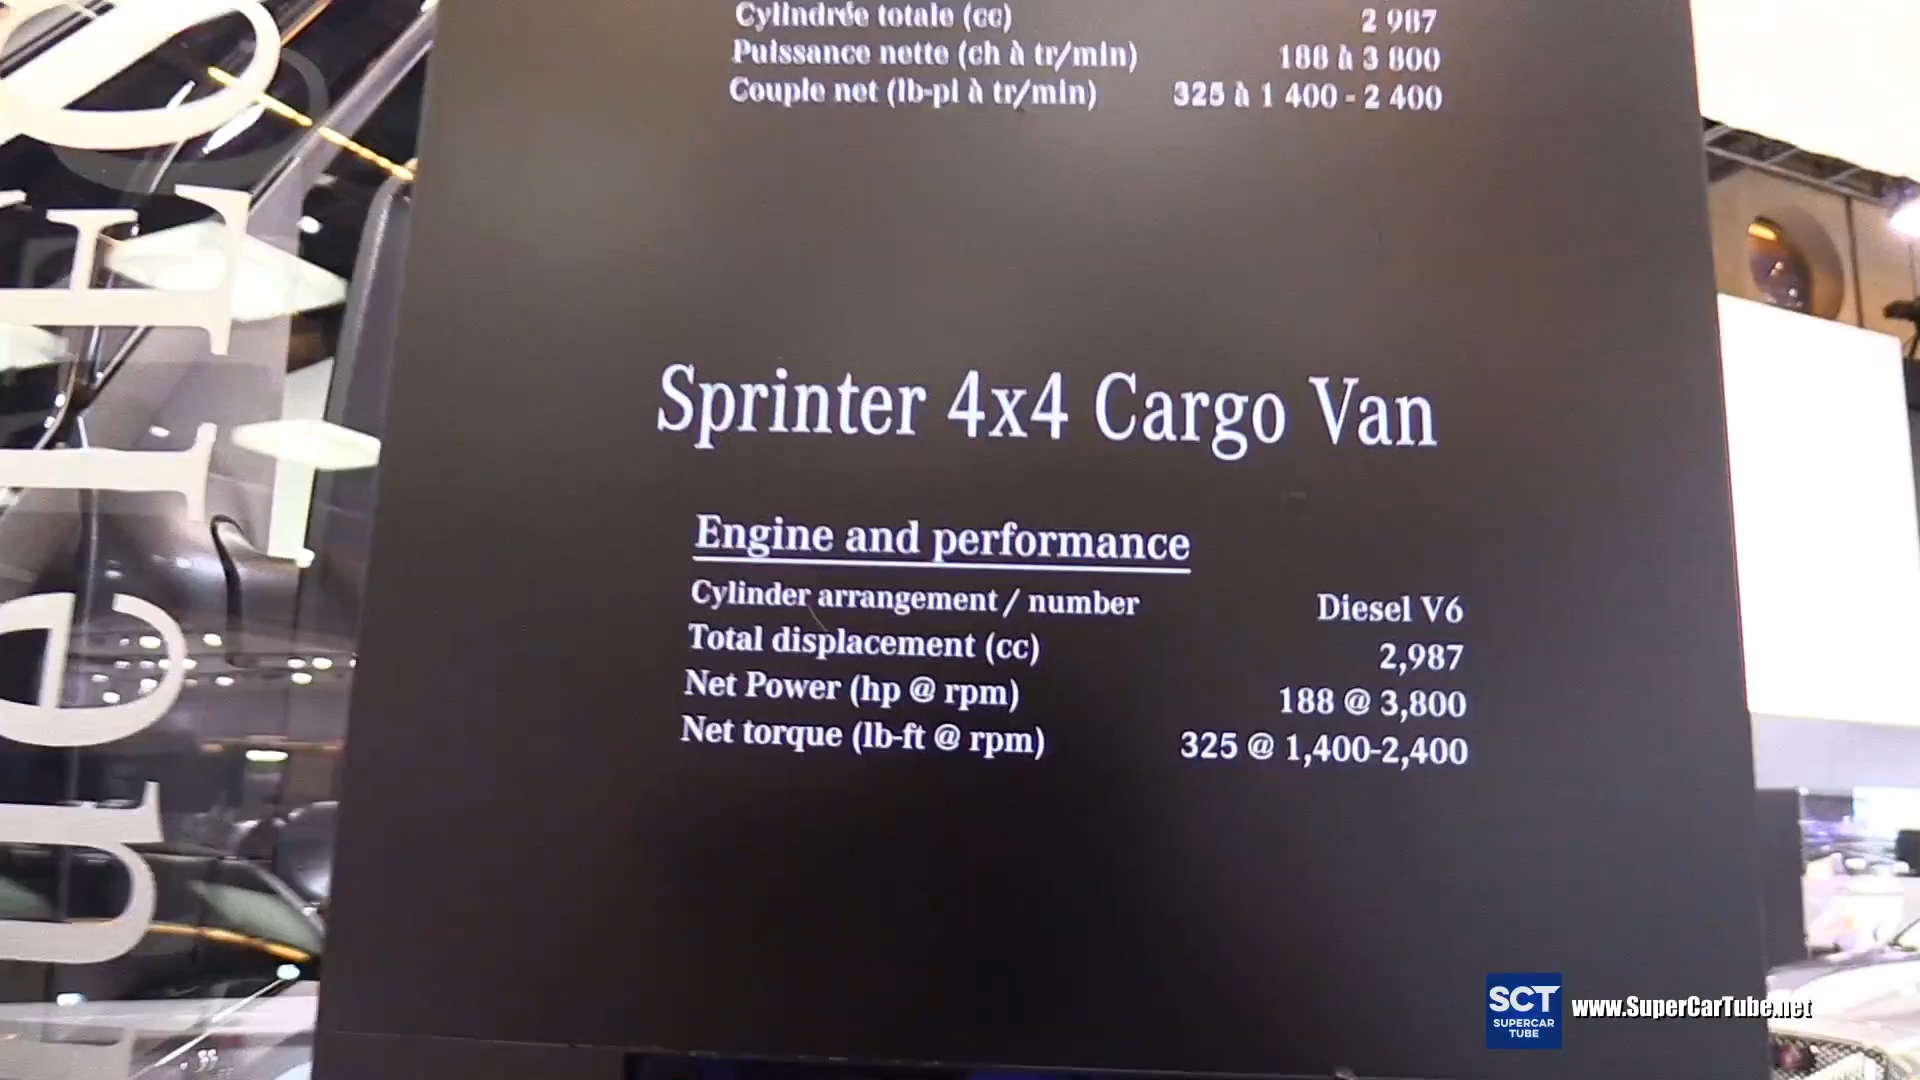 Cylindrée totale (cc) 2 987
Puissance nette (ch à tr/min) 188 à 3 800
Couple net (lb-pi à tr/min) 325 à 1 400 - 2 400
Sprinter 4x4 Cargo Van
Engine and performance
Cylinder arrangement / number Diesel V6
Total displacement (cc) 2,987
Net Power (hp @ rpm) 188 @ 3,800
Net torque (lb-ft @ rpm) 325 @ 1,400-2,400
SCT
SUPERCAR
TUBE
www.SuperCarTube.net